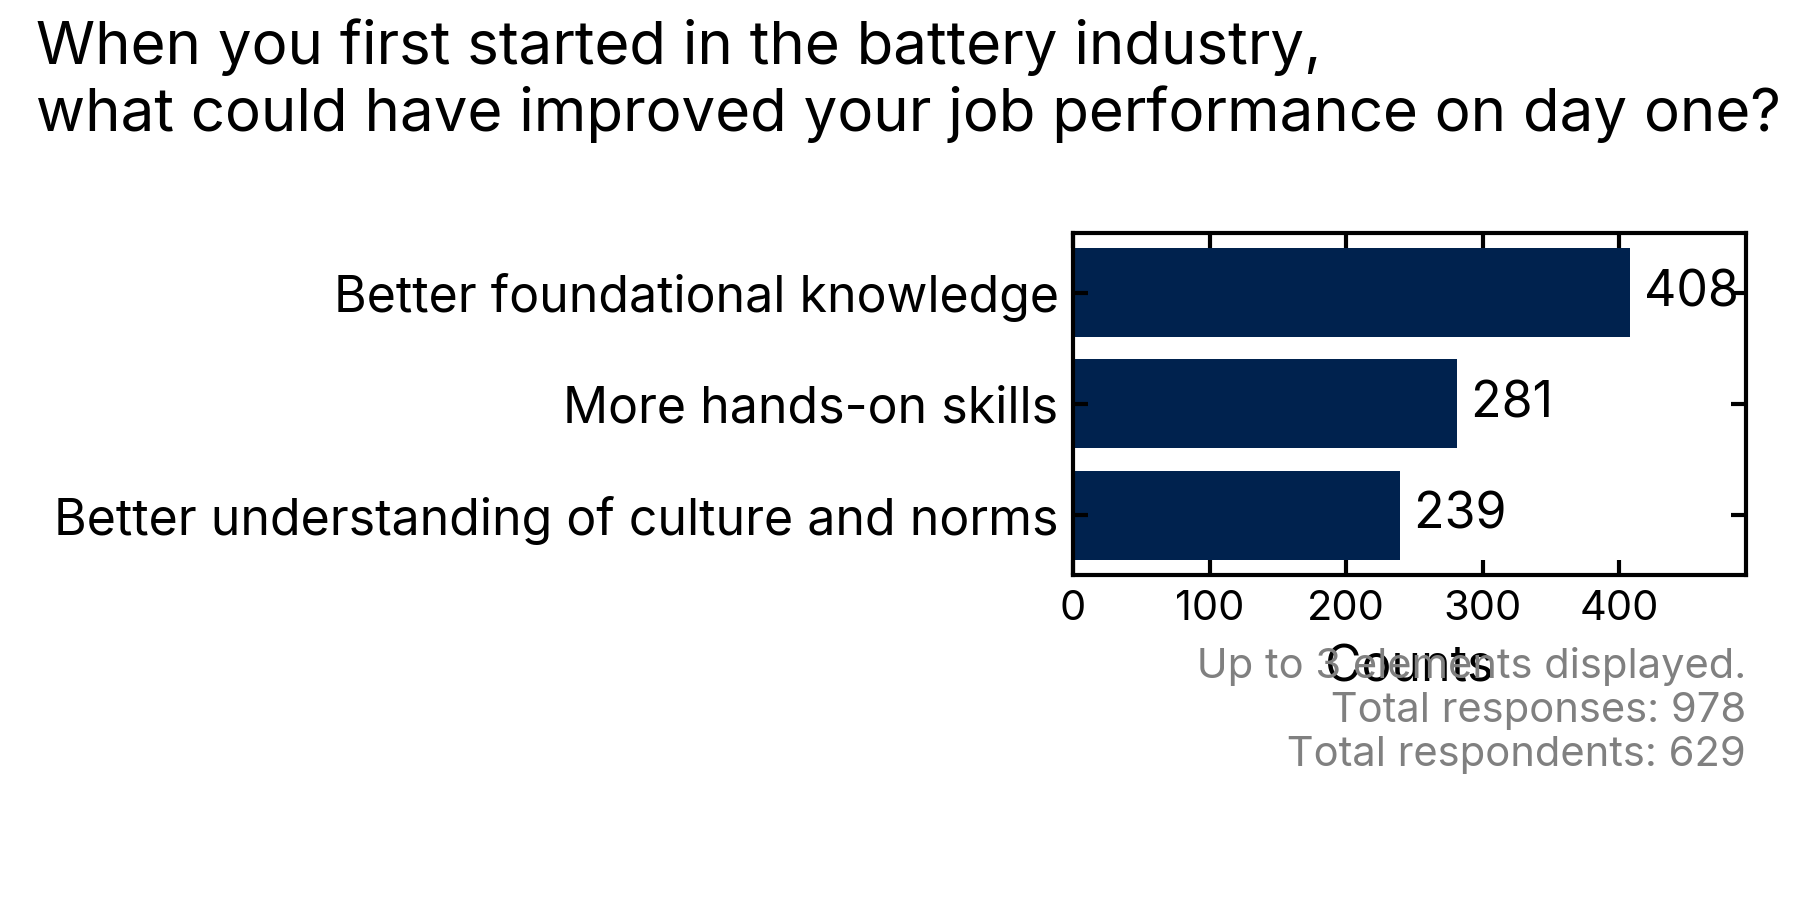 When you first started in the battery industry,
what could have improved your job performance on day one?
Better foundational knowledge
408
More hands-on skills
281
Better understanding of culture and norms
239
0 100 200 300 400
Counts
Up to 3 elements displayed.
Total responses: 978
Total respondents: 629